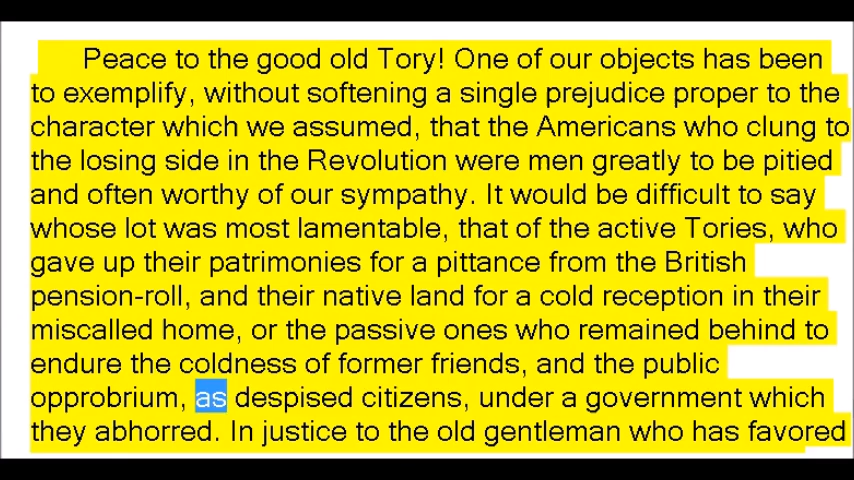 Peace to the good old Tory! One of our objects has been
to exemplify, without softening a single prejudice proper to the
character which we assumed, that the Americans who clung to
the losing side in the Revolution were men greatly to be pitied
and often worthy of our sympathy. It would be difficult to say
whose lot was most lamentable, that of the active Tories, who
gave up their patrimonies for a pittance from the British
pension-roll, and their native land for a cold reception in their
miscalled home, or the passive ones who remained behind to
endure the coldness of former friends, and the public
opprobrium, as despised citizens, under a government which
they abhorred. In justice to the old gentleman who has favored